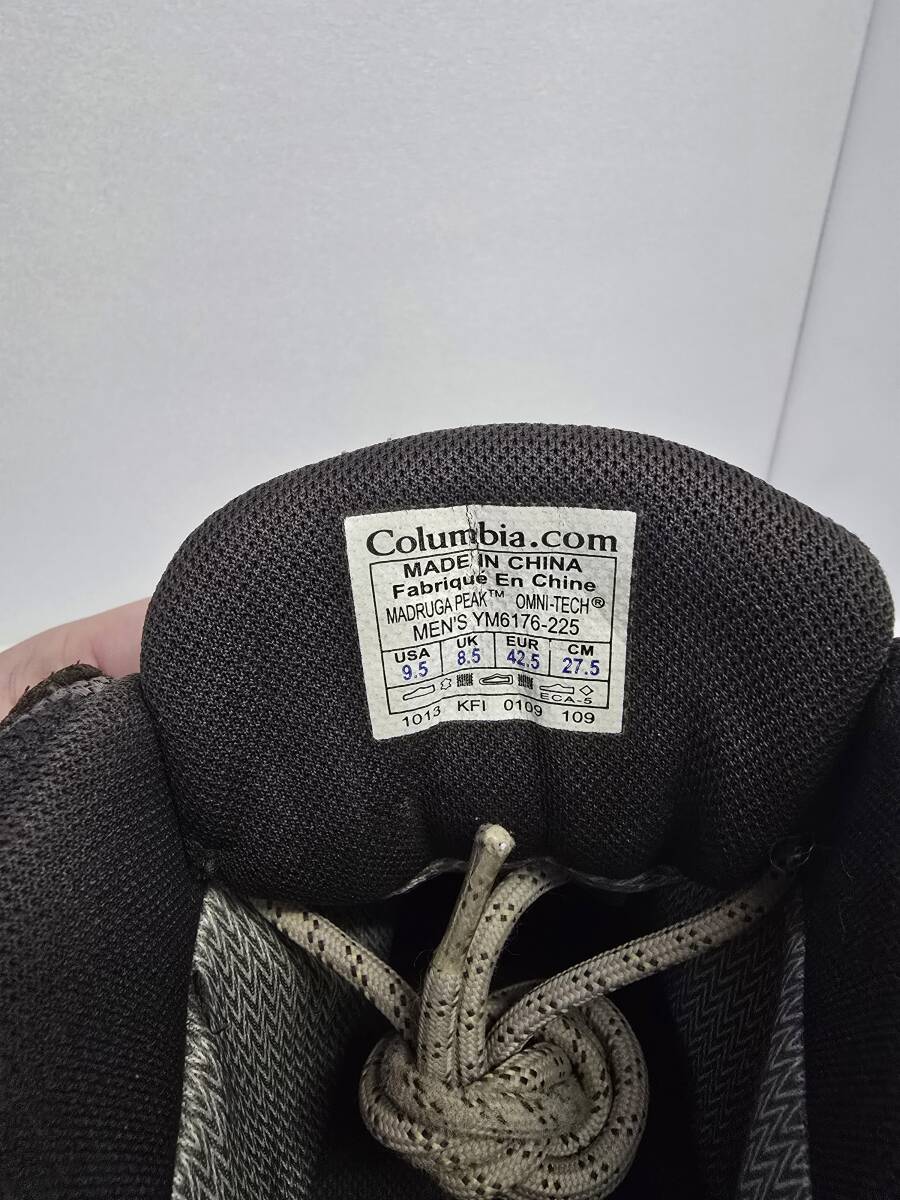 Columbia.com
MADE IN CHINA
Fabriqué En Chine
MADRUGA PEAK™ OMNI-TECH®
MEN'S YM6176-225
USA UK EUR CM
9.5 8.5 42.5 27.5
ECA-5
1013 KFI 0109 109